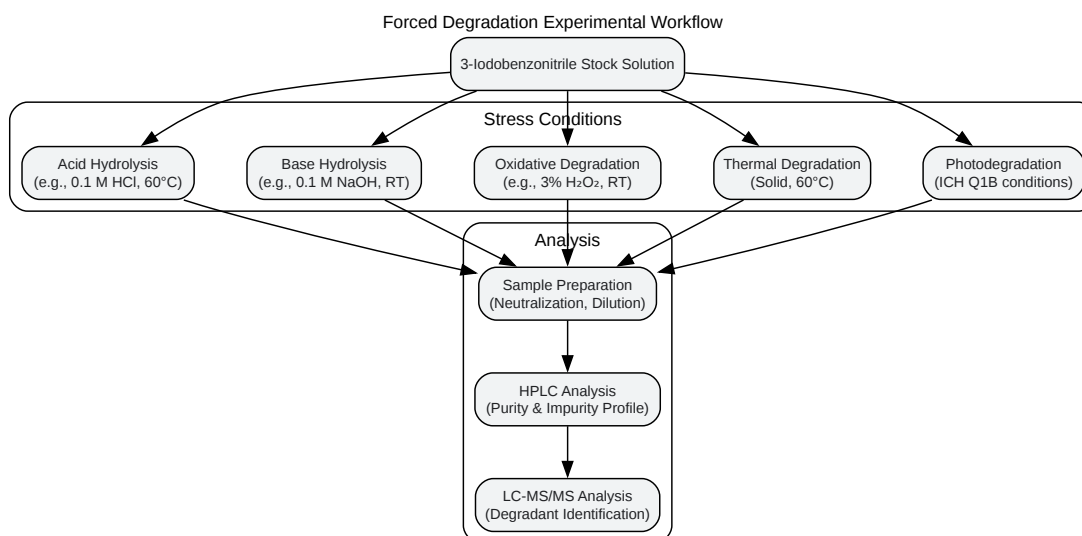 Forced Degradation Experimental Workflow
3-Iodobenzonitrile Stock Solution
Stress Conditions
Acid Hydrolysis
(e.g., 0.1 M HCl, 60°C)
Base Hydrolysis
(e.g., 0.1 M NaOH, RT)
Oxidative Degradation
(e.g., 3% H₂O₂, RT)
Thermal Degradation
(Solid, 60°C)
Photodegradation
(ICH Q1B conditions)
Analysis
Sample Preparation
(Neutralization, Dilution)
HPLC Analysis
(Purity & Impurity Profile)
LC-MS/MS Analysis
(Degradant Identification)